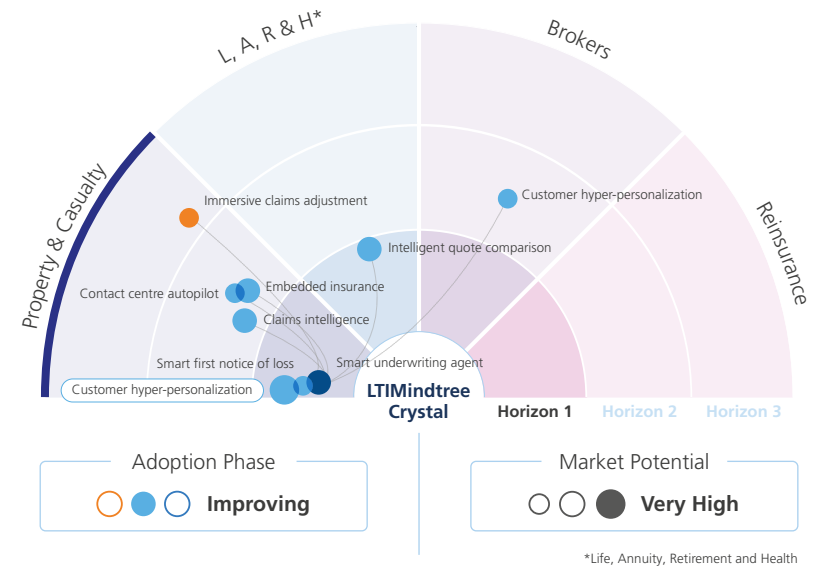 L, A, R & H*
Brokers
Property & Casualty
Reinsurance
Immersive claims adjustment
Customer hyper-personalization
Intelligent quote comparison
Contact centre autopilot
Embedded insurance
Claims intelligence
Smart first notice of loss
Smart underwriting agent
Customer hyper-personalization
LTIMindtree
Crystal
Horizon 1
Horizon 2
Horizon 3
Adoption Phase
Improving
Market Potential
Very High
*Life, Annuity, Retirement and Health